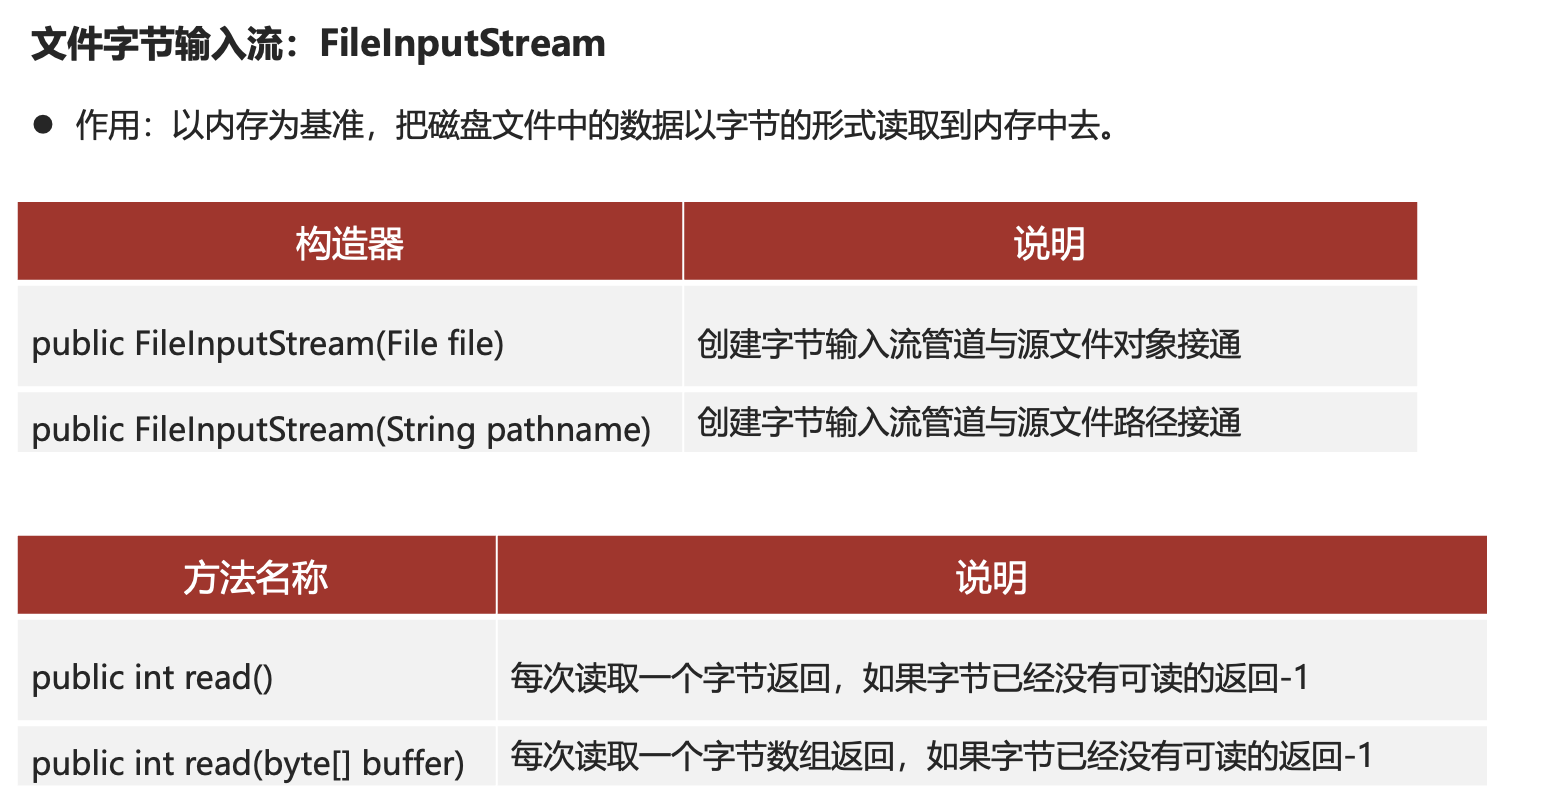 文件字节输入流：FileInputStream
● 作用：以内存为基准，把磁盘文件中的数据以字节的形式读取到内存中去。
构造器 说明
public FileInputStream(File file) 创建字节输入流管道与源文件对象接通
public FileInputStream(String pathname) 创建字节输入流管道与源文件路径接通
方法名称 说明
public int read() 每次读取一个字节返回，如果字节已经没有可读的返回-1
public int read(byte[] buffer) 每次读取一个字节数组返回，如果字节已经没有可读的返回-1